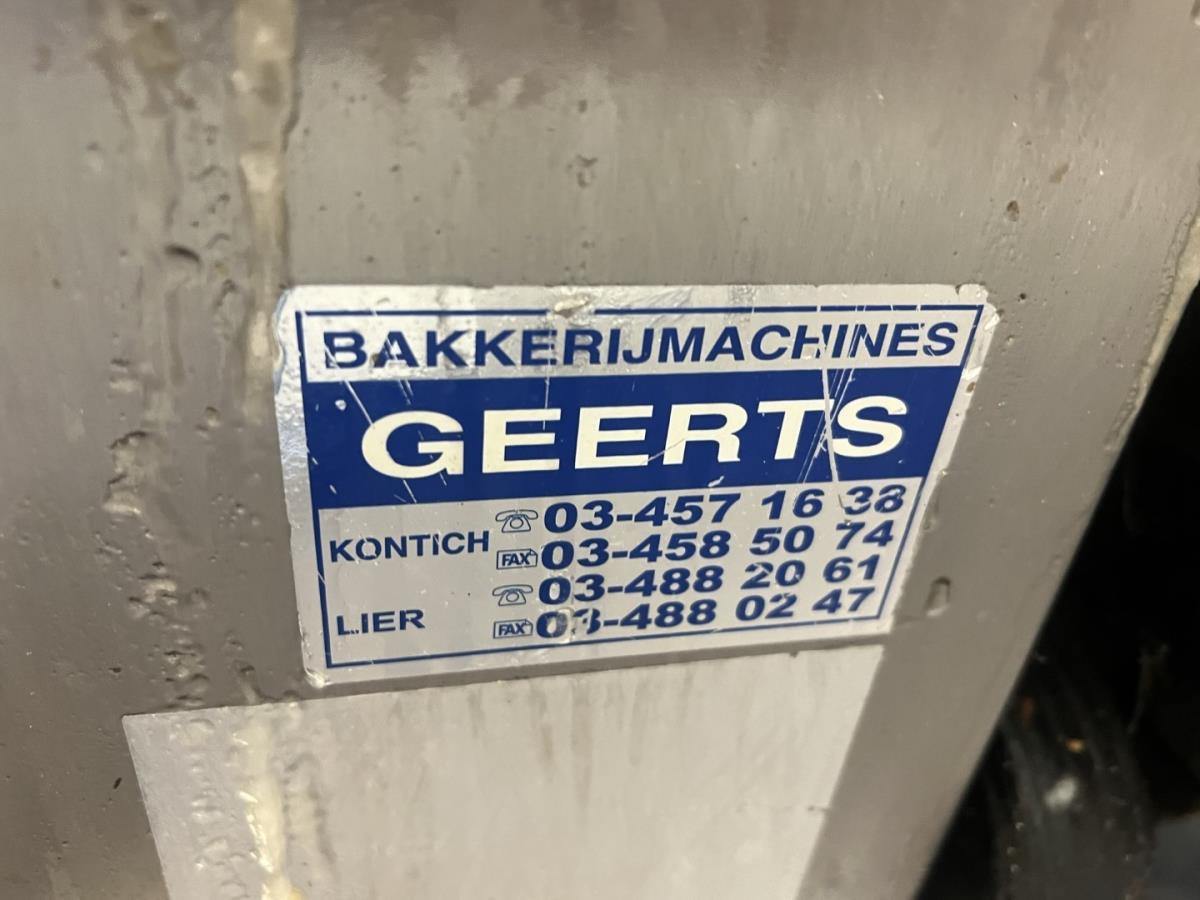 BAKKERIJMACHINES
GEERTS
KONTICH
03-457 16 38
FAX 03-458 50 74
LIER
03-488 20 61
FAX 03-488 02 47